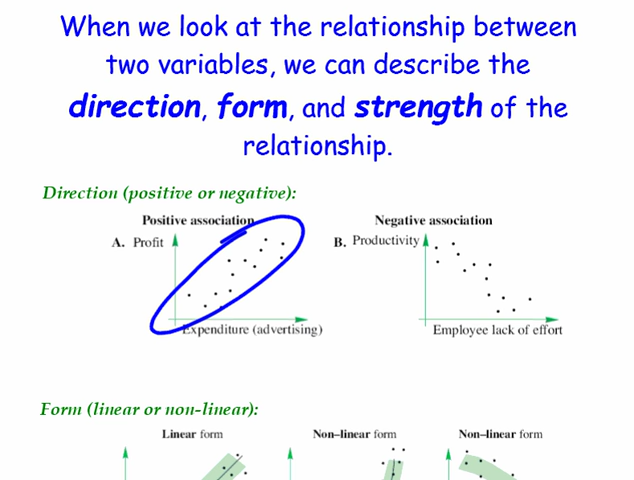 When we look at the relationship between
two variables, we can describe the
direction, form, and strength of the
relationship.
Direction (positive or negative):
Positive association
A. Profit
Expenditure (advertising)
Negative association
B. Productivity
Employee lack of effort
Form (linear or non-linear):
Linear form
Non–linear form
Non–linear form